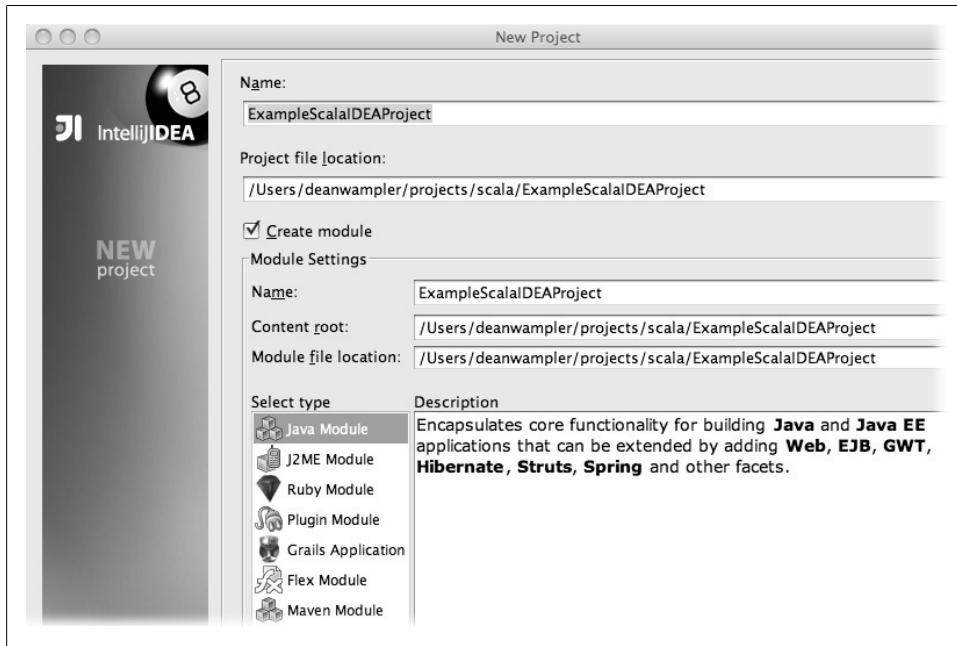 New Project
8
IntelliJIDEA
NEW
project
Name:
ExampleScalaIDEAProject
Project file location:
/Users/deanwampler/projects/scala/ExampleScalaIDEAProject
Create module
Module Settings
Name:
ExampleScalaIDEAProject
Content root:
/Users/deanwampler/projects/scala/ExampleScalaIDEAProject
Module file location:
/Users/deanwampler/projects/scala/ExampleScalaIDEAProject
Select type
Java Module
J2ME Module
Ruby Module
Plugin Module
Grails Application
Flex Module
Maven Module
Description
Encapsulates core functionality for building Java and Java EE
applications that can be extended by adding Web, EJB, GWT,
Hibernate, Struts, Spring and other facets.